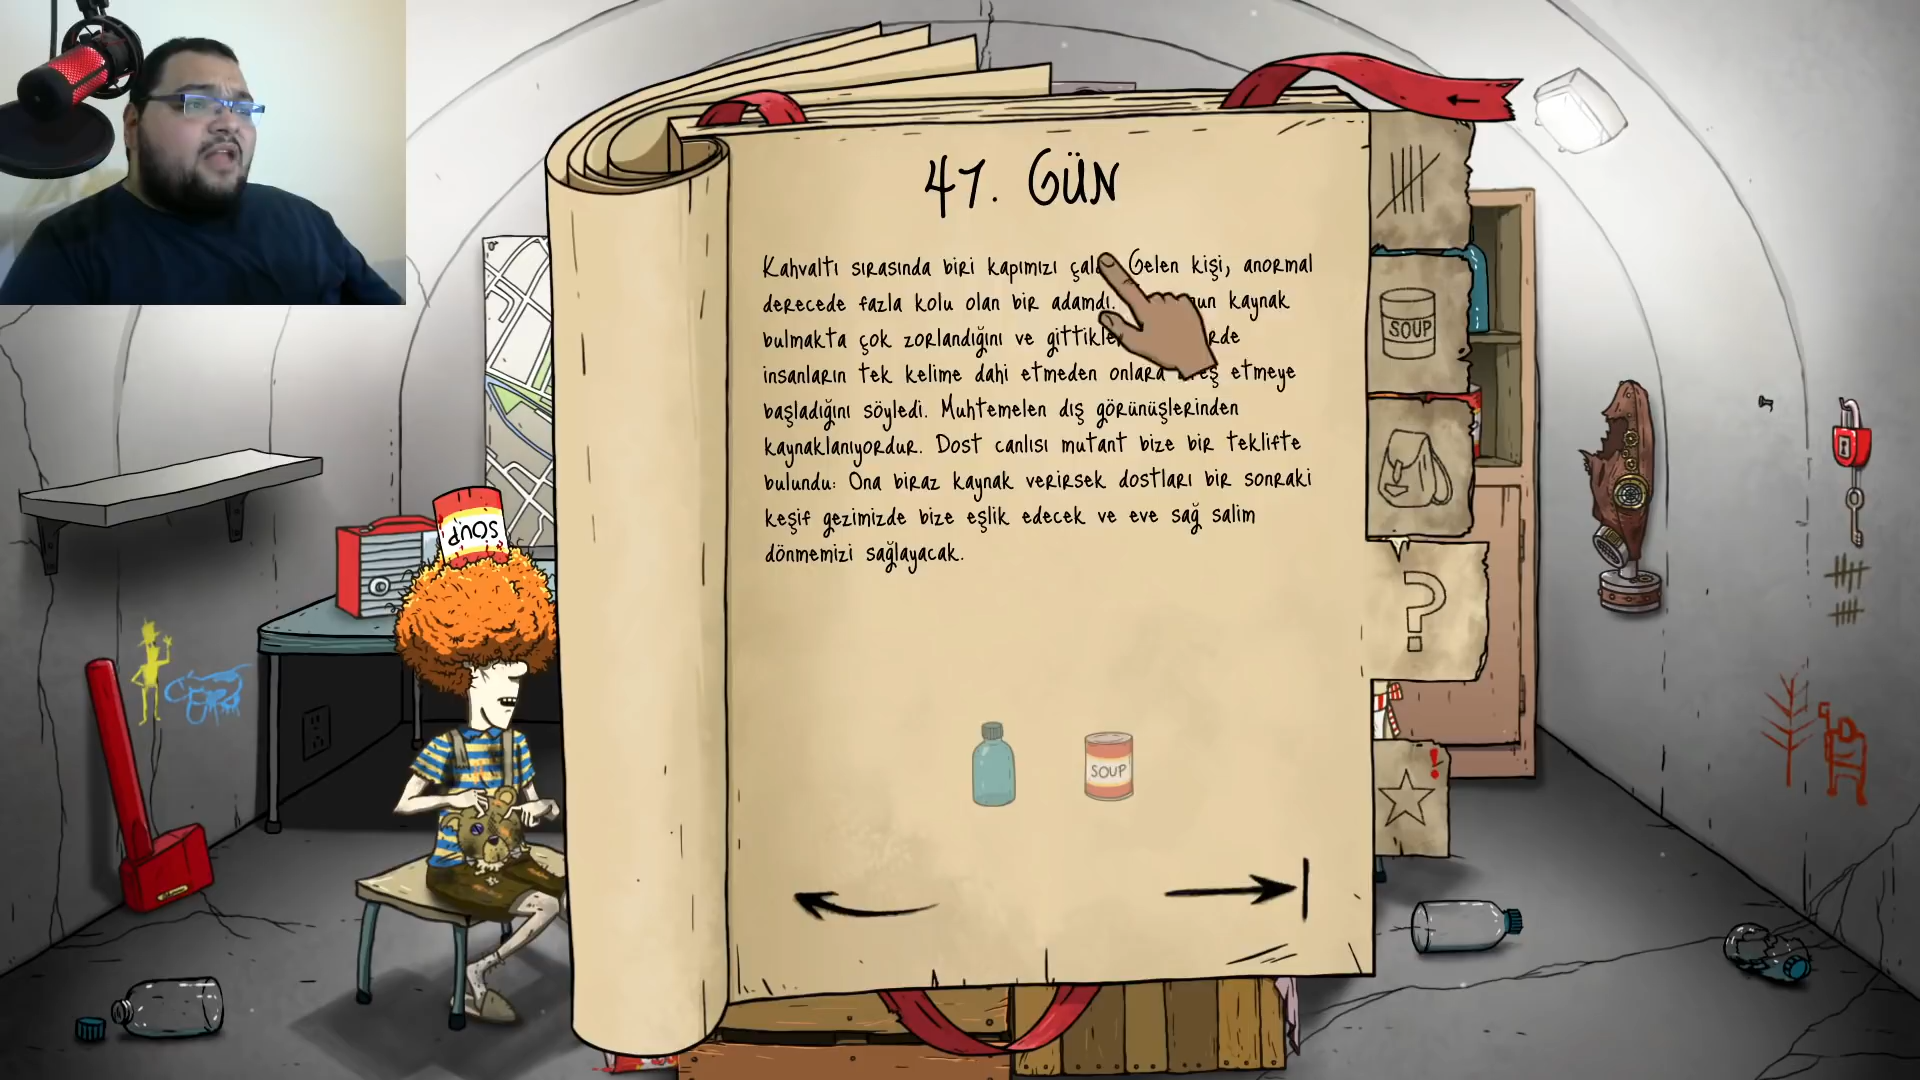 47. GÜN
Kahvaltı sırasında biri kapımızı Gelen kişi, anormal
derecede fazla kolu olan bir adamdı. kaynak
bulmakta çok zorlandığını ve
insanların tek kelime dahi etmeden onlara etmeye
başladığını söyledi. Muhtemelen dış görünüşlerinden
kaynaklanıyordur. Dost canlısı mutant bize bir teklifte
bulundu: Ona biraz kaynak verirsek dostları bir sonraki
keşif gezimizde bize eşlik edecek ve eve sağ salim
dönmemizi sağlayacak.
SOUP
SOUP
SOUP
?
!